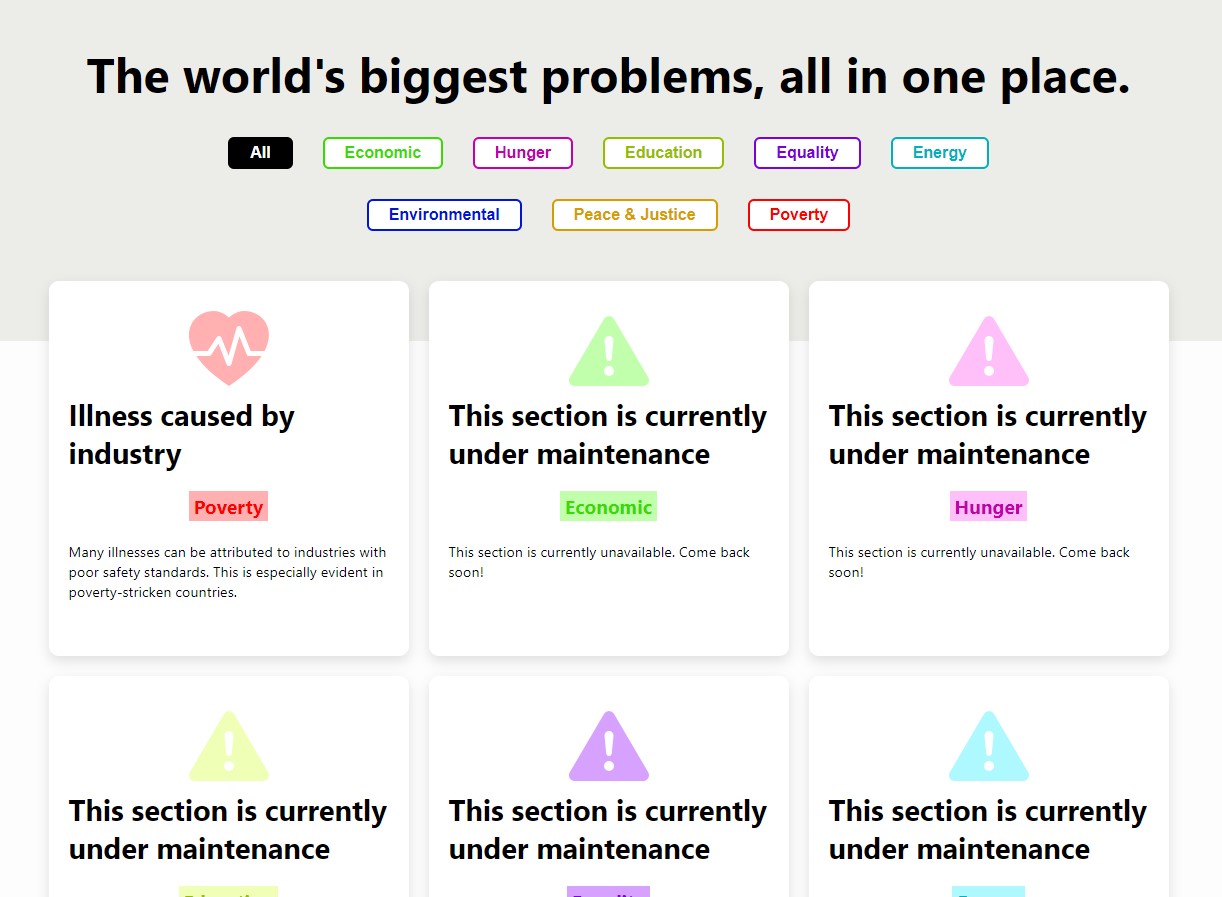 The world's biggest problems, all in one place.
All Economic Hunger Education Equality Energy
Environmental Peace & Justice Poverty
Illness caused by
industry
Poverty
Many illnesses can be attributed to industries with
poor safety standards. This is especially evident in
poverty-stricken countries.
This section is currently
under maintenance
Economic
This section is currently unavailable. Come back
soon!
This section is currently
under maintenance
Hunger
This section is currently unavailable. Come back
soon!
This section is currently
under maintenance
This section is currently
under maintenance
This section is currently
under maintenance